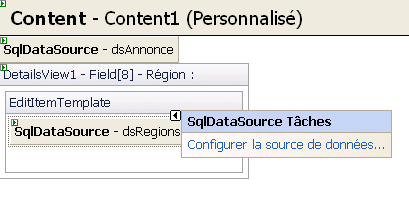 Content - Content1 (Personnalisé)
SqlDataSource - dsAnnonce
DetailsView1 - Field[8] - Région :
EditItemTemplate
SqlDataSource - dsRegions
SqlDataSource Tâches
Configurer la source de données...